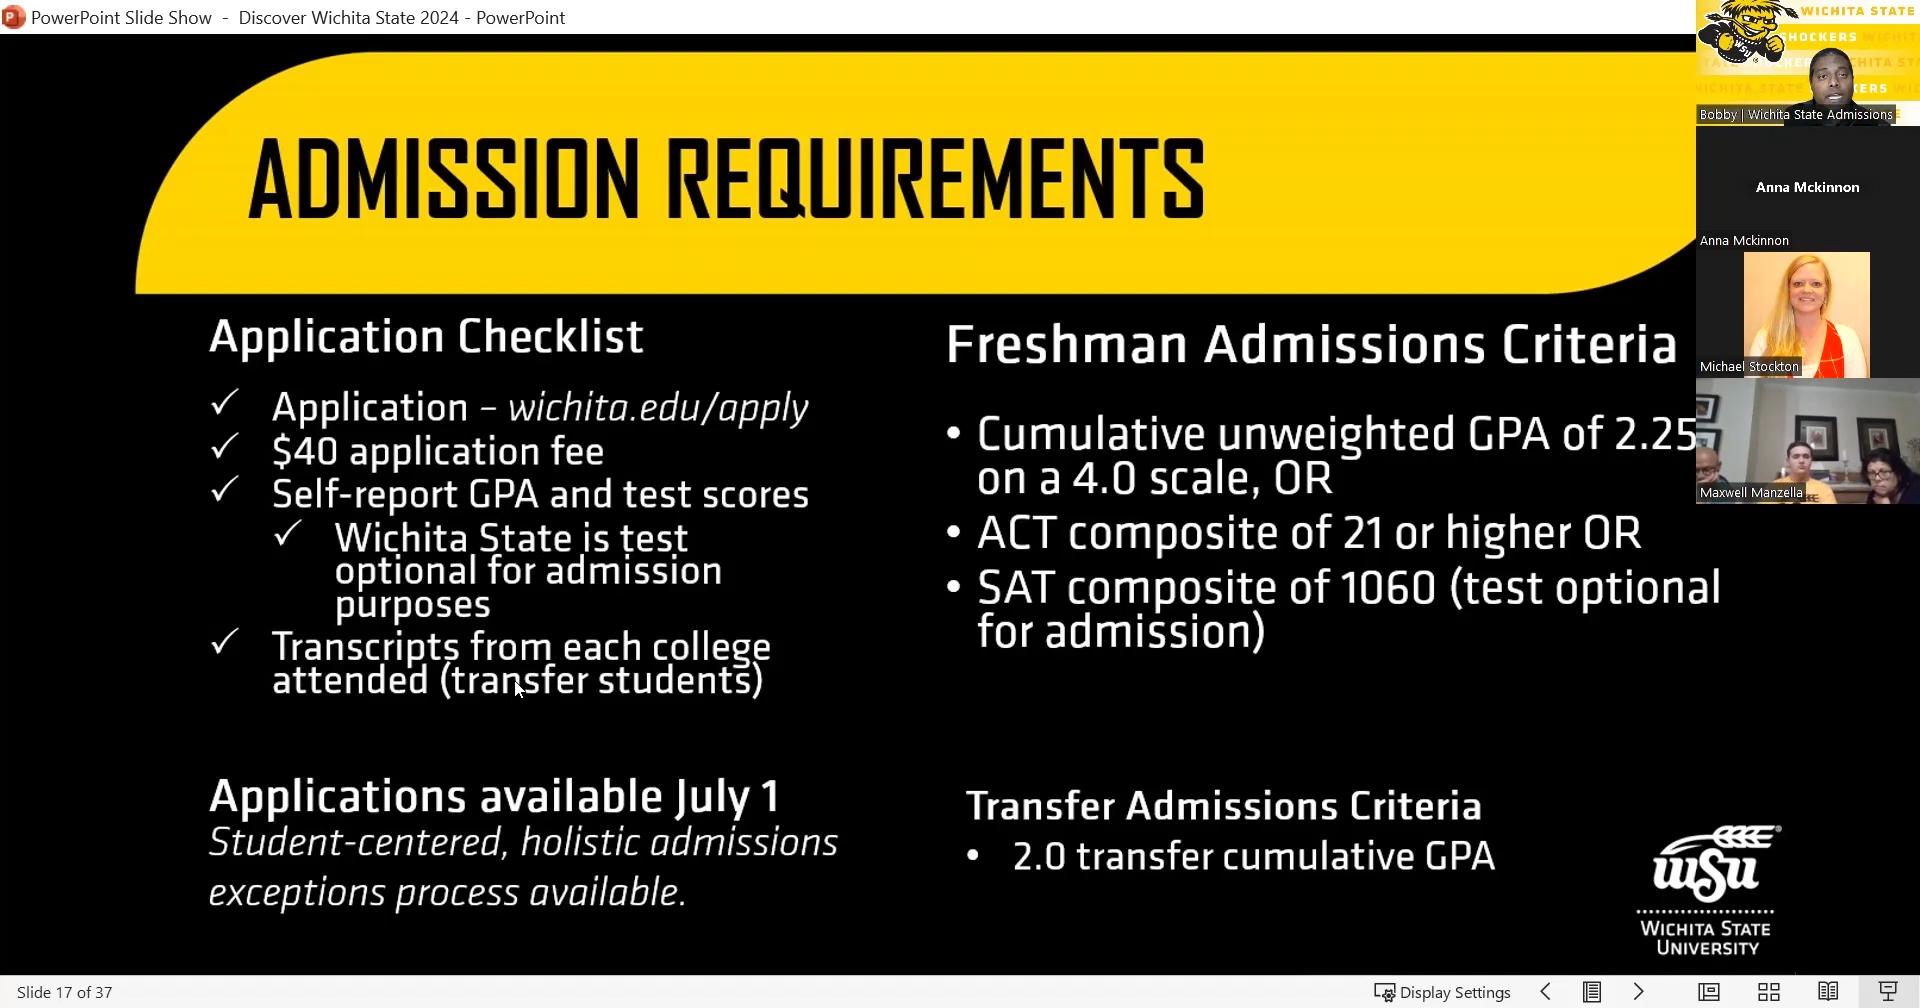 PowerPoint Slide Show - Discover Wichita State 2024 - PowerPoint
ADMISSION REQUIREMENTS
Application Checklist
✓ Application – wichita.edu/apply
✓ $40 application fee
✓ Self-report GPA and test scores
✓ Wichita State is test
optional for admission
purposes
✓ Transcripts from each college
attended (transfer students)
Applications available July 1
Student-centered, holistic admissions
exceptions process available.
Freshman Admissions Criteria
• Cumulative unweighted GPA of 2.25
on a 4.0 scale, OR
• ACT composite of 21 or higher OR
• SAT composite of 1060 (test optional
for admission)
Transfer Admissions Criteria
• 2.0 transfer cumulative GPA
wsu
WICHITA STATE
UNIVERSITY
WICHITA STATE
SHOCKERS
WSU
Bobby | Wichita State Admissions
Anna Mckinnon
Anna Mckinnon
Michael Stockton
Maxwell Manzella
Slide 17 of 37
Display Settings